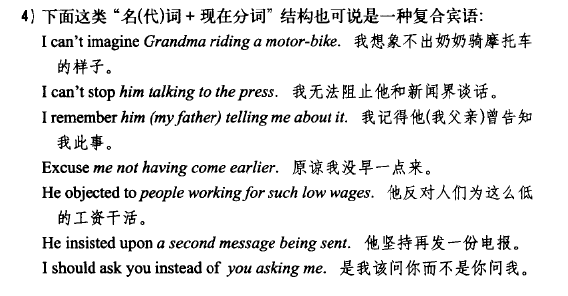 4) 下面这类“名(代)词 + 现在分词”结构也可说是一种复合宾语:
I can't imagine Grandma riding a motor-bike. 我想象不出奶奶骑摩托车
的样子。
I can't stop him talking to the press. 我无法阻止他和新闻界谈话。
I remember him (my father) telling me about it. 我记得他(我父亲)曾告知
我此事。
Excuse me not having come earlier. 原谅我没早一点来。
He objected to people working for such low wages. 他反对人们为这么低
的工资干活。
He insisted upon a second message being sent. 他坚持再发一份电报。
I should ask you instead of you asking me. 是我该问你而不是你问我。